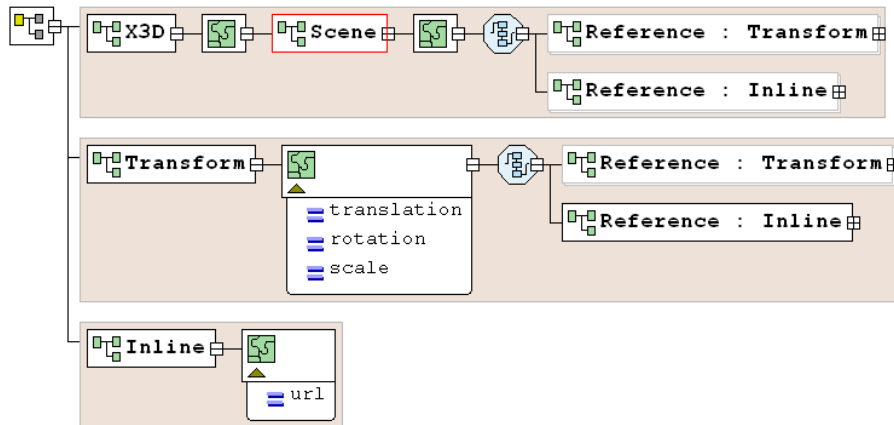 X3D
Scene
Reference : Transform
Reference : Inline
Transform
Reference : Transform
translation
Reference : Inline
rotation
scale
Inline
url